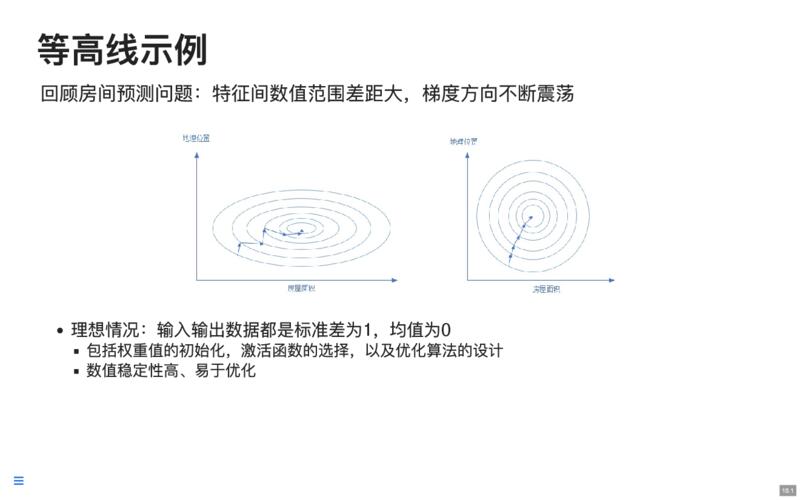 等高线示例
回顾房间预测问题：特征间数值范围差距大，梯度方向不断震荡
地理位置
地理位置
房屋面积
房屋面积
• 理想情况：输入输出数据都是标准差为1，均值为0
▪ 包括权重值的初始化，激活函数的选择，以及优化算法的设计
▪ 数值稳定性高、易于优化